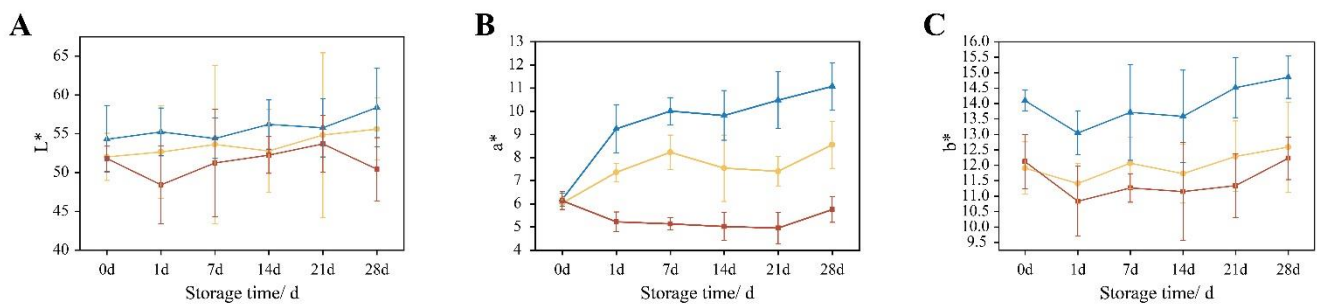 A
L*
65
60
55
50
45
40
0d 1d 7d 14d 21d 28d
Storage time/ d
B
a*
13
12
11
10
9
8
7
6
5
4
0d 1d 7d 14d 21d 28d
Storage time/ d
C
b*
16.0
15.5
15.0
14.5
14.0
13.5
13.0
12.5
12.0
11.5
11.0
10.5
10.0
9.5
0d 1d 7d 14d 21d 28d
Storage time/ d